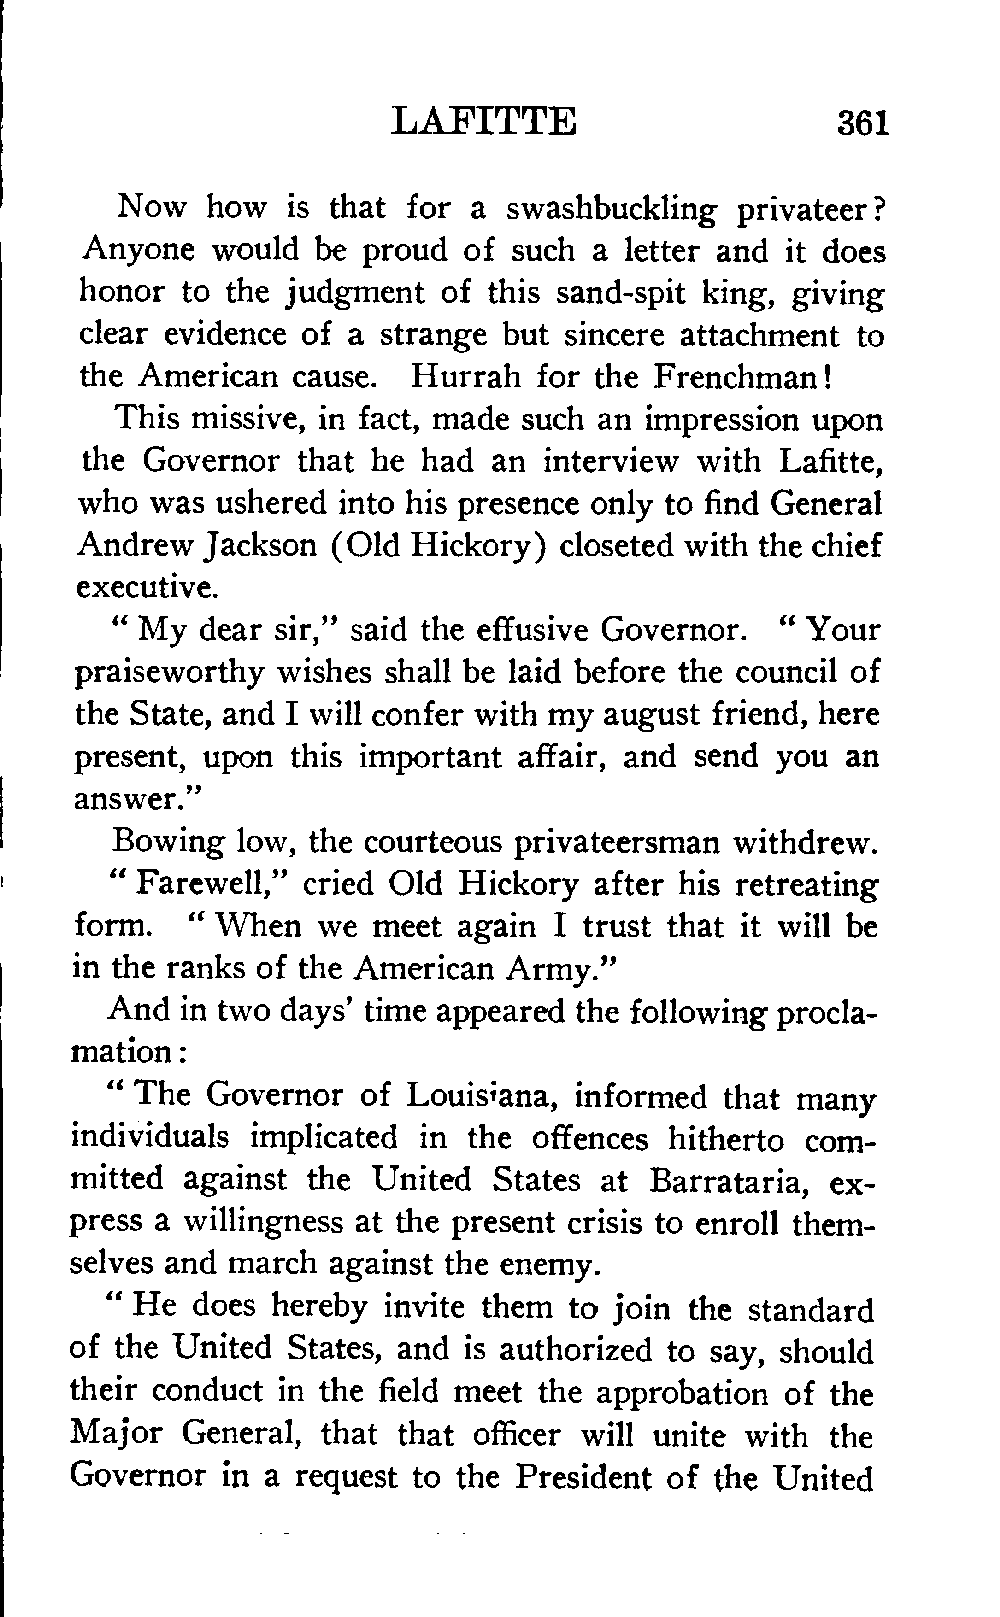 LAFITTE 361
Now how is that for a swashbuckling privateer?
Anyone would be proud of such a letter and it does
honor to the judgment of this sand-spit king, giving
clear evidence of a strange but sincere attachment to
the American cause. Hurrah for the Frenchman!
This missive, in fact, made such an impression upon
the Governor that he had an interview with Lafitte,
who was ushered into his presence only to find General
Andrew Jackson (Old Hickory) closeted with the chief
executive.
“ My dear sir,” said the effusive Governor. “ Your
praiseworthy wishes shall be laid before the council of
the State, and I will confer with my august friend, here
present, upon this important affair, and send you an
answer.”
Bowing low, the courteous privateersman withdrew.
“ Farewell,” cried Old Hickory after his retreating
form. “ When we meet again I trust that it will be
in the ranks of the American Army.”
And in two days’ time appeared the following procla-
mation:
“ The Governor of Louisiana, informed that many
individuals implicated in the offences hitherto com-
mitted against the United States at Barrataria, ex-
press a willingness at the present crisis to enroll them-
selves and march against the enemy.
“ He does hereby invite them to join the standard
of the United States, and is authorized to say, should
their conduct in the field meet the approbation of the
Major General, that that officer will unite with the
Governor in a request to the President of the United